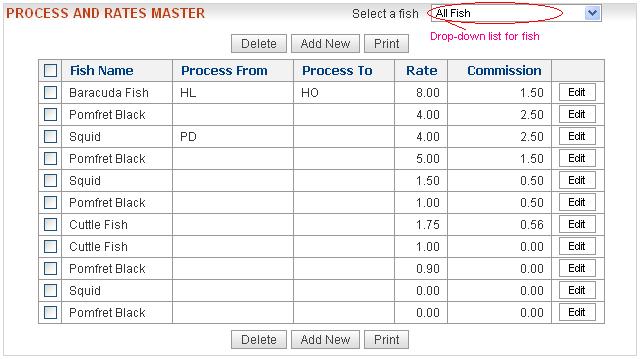 PROCESS AND RATES MASTER Select a fish All Fish
Drop-down list for fish
Delete Add New Print
Fish Name Process From Process To Rate Commission
Baracuda Fish HL HO 8.00 1.50 Edit
Pomfret Black 4.00 2.50 Edit
Squid PD 4.00 2.50 Edit
Pomfret Black 5.00 1.50 Edit
Squid 1.50 0.50 Edit
Pomfret Black 1.00 0.50 Edit
Cuttle Fish 1.75 0.56 Edit
Cuttle Fish 1.00 0.00 Edit
Pomfret Black 0.90 0.00 Edit
Squid 0.00 0.00 Edit
Pomfret Black 0.00 0.00 Edit
Delete Add New Print